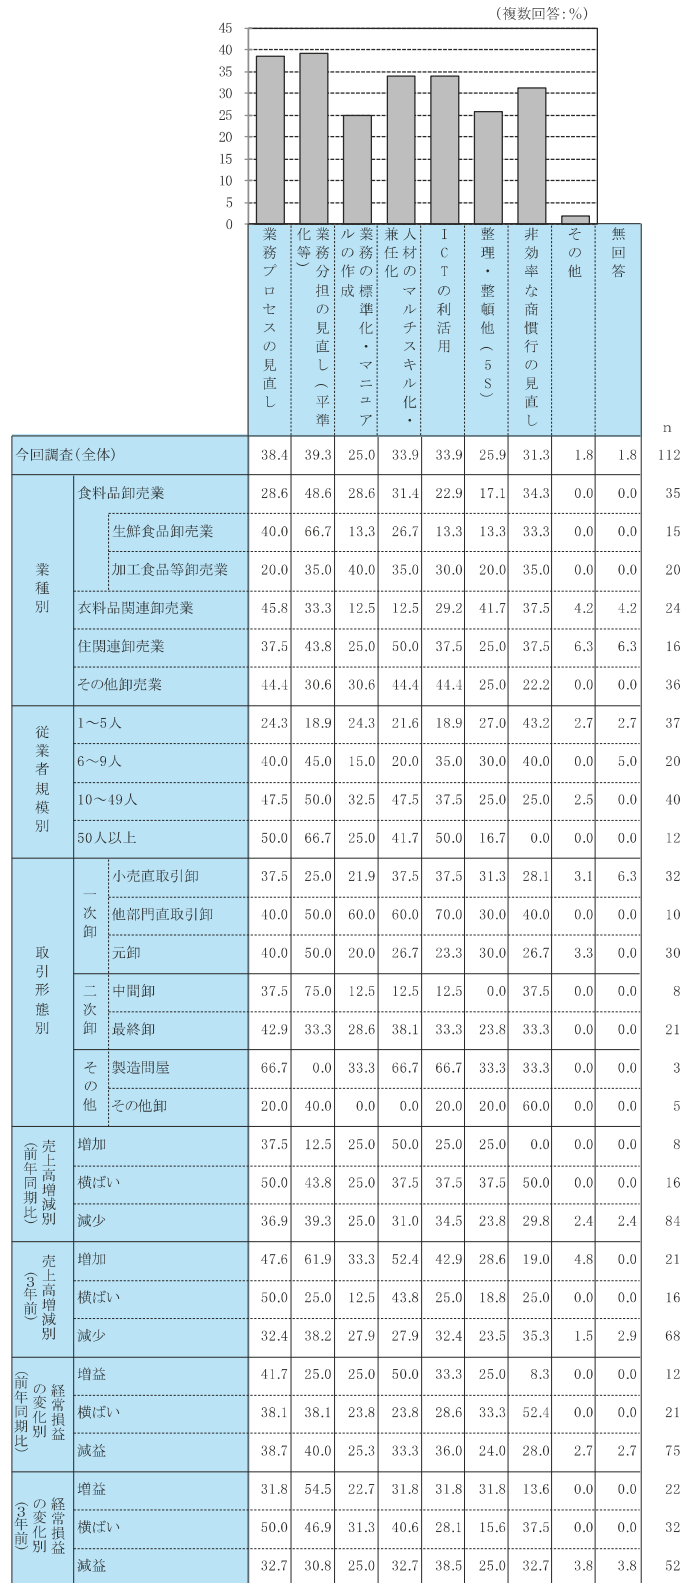 （複数回答：％）
45
40
35
30
25
20
15
10
5
0
業務プロセスの見直し
業務分担の見直し（平準
化等）
業務の標準化・マニュア
ルの作成
人材のマルチスキル化・
兼任化
ＩＣＴの利活用
整理・整頓他（５Ｓ）
非効率な商慣行の見直し
その他
無回答
n
今回調査（全体） 38.4 39.3 25.0 33.9 33.9 25.9 31.3 1.8 1.8 112
業種別
食料品卸売業 28.6 48.6 28.6 31.4 22.9 17.1 34.3 0.0 0.0 35
生鮮食品卸売業 40.0 66.7 13.3 26.7 13.3 13.3 33.3 0.0 0.0 15
加工食品等卸売業 20.0 35.0 40.0 35.0 30.0 20.0 35.0 0.0 0.0 20
衣料品関連卸売業 45.8 33.3 12.5 12.5 29.2 41.7 37.5 4.2 4.2 24
住関連卸売業 37.5 43.8 25.0 50.0 37.5 25.0 37.5 6.3 6.3 16
その他卸売業 44.4 30.6 30.6 44.4 44.4 25.0 22.2 0.0 0.0 36
従業者規模別
1～5人 24.3 18.9 24.3 21.6 18.9 27.0 43.2 2.7 2.7 37
6～9人 40.0 45.0 15.0 20.0 35.0 30.0 40.0 0.0 5.0 20
10～49人 47.5 50.0 32.5 47.5 37.5 25.0 25.0 2.5 0.0 40
50人以上 50.0 66.7 25.0 41.7 50.0 16.7 0.0 0.0 0.0 12
取引形態別
一次卸
小売直取引卸 37.5 25.0 21.9 37.5 37.5 31.3 28.1 3.1 6.3 32
他部門直取引卸 40.0 50.0 60.0 60.0 70.0 30.0 40.0 0.0 0.0 10
元卸 40.0 50.0 20.0 26.7 23.3 30.0 26.7 3.3 0.0 30
二次卸
中間卸 37.5 75.0 12.5 12.5 12.5 0.0 37.5 0.0 0.0 8
最終卸 42.9 33.3 28.6 38.1 33.3 23.8 33.3 0.0 0.0 21
その他
製造問屋 66.7 0.0 33.3 66.7 66.7 33.3 33.3 0.0 0.0 3
その他卸 20.0 40.0 0.0 0.0 20.0 20.0 60.0 0.0 0.0 5
売上高増減別
（前年同期比）
増加 37.5 12.5 25.0 50.0 25.0 25.0 0.0 0.0 0.0 8
横ばい 50.0 43.8 25.0 37.5 37.5 37.5 50.0 0.0 0.0 16
減少 36.9 39.3 25.0 31.0 34.5 23.8 29.8 2.4 2.4 84
売上高増減別
（3年前）
増加 47.6 61.9 33.3 52.4 42.9 28.6 19.0 4.8 0.0 21
横ばい 50.0 25.0 12.5 43.8 25.0 18.8 25.0 0.0 0.0 16
減少 32.4 38.2 27.9 27.9 32.4 23.5 35.3 1.5 2.9 68
経常損益
の変化別
（前年同期比）
増益 41.7 25.0 25.0 50.0 33.3 25.0 8.3 0.0 0.0 12
横ばい 38.1 38.1 23.8 23.8 28.6 33.3 52.4 0.0 0.0 21
減益 38.7 40.0 25.3 33.3 36.0 24.0 28.0 2.7 2.7 75
経常損益
の変化別
（3年前）
増益 31.8 54.5 22.7 31.8 31.8 31.8 13.6 0.0 0.0 22
横ばい 50.0 46.9 31.3 40.6 28.1 15.6 37.5 0.0 0.0 32
減益 32.7 30.8 25.0 32.7 38.5 25.0 32.7 3.8 3.8 52